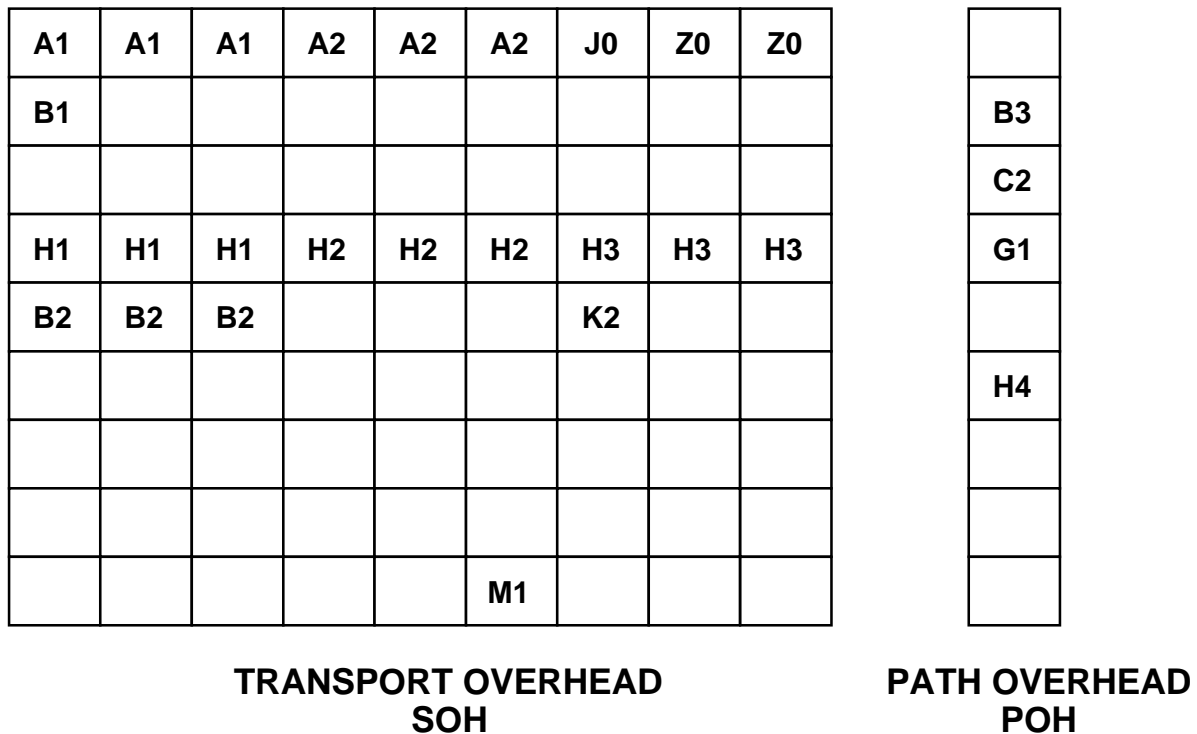 A1 A1 A1 A2 A2 A2 J0 Z0 Z0
B1 B3
C2
H1 H1 H1 H2 H2 H2 H3 H3 H3 G1
B2 B2 B2 K2
H4
M1
TRANSPORT OVERHEAD PATH OVERHEAD
SOH POH